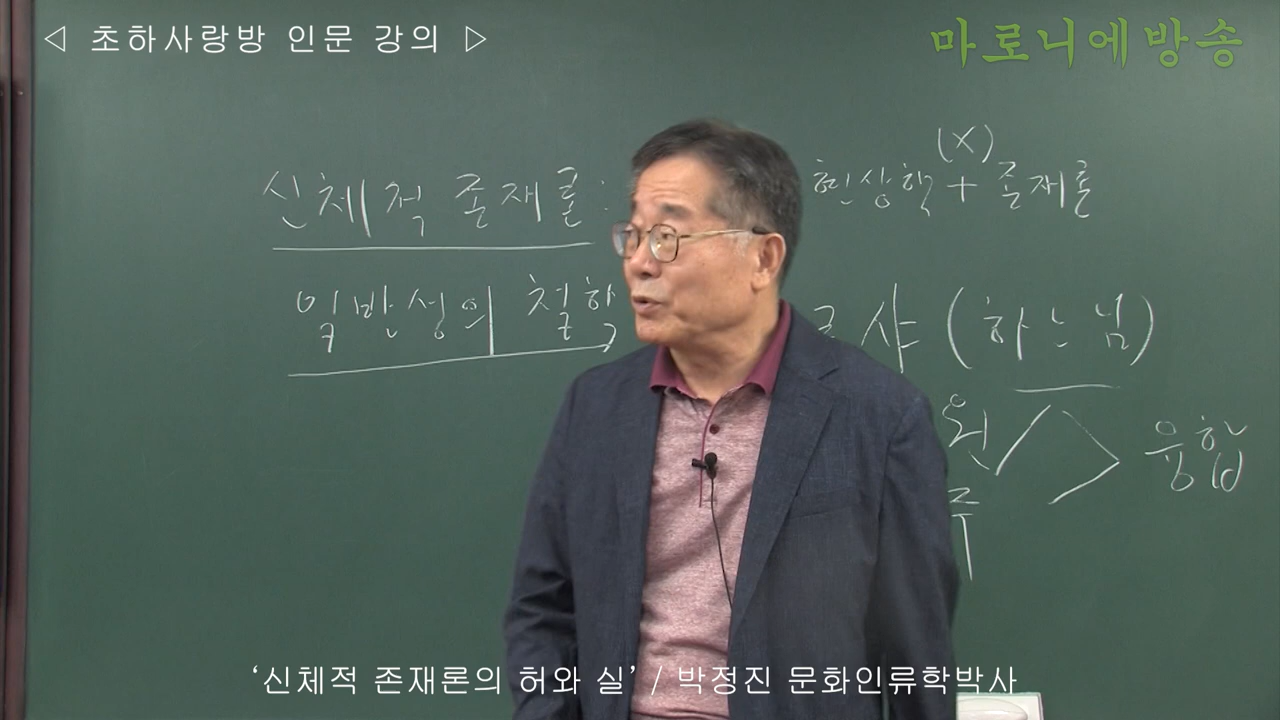 ◁ 초하사랑방 인문 강의 ▷
마로니에방송
(X)
신체적 존재론: 현상학 + 존재론
일반성의 철학
(하느님)
융합
주
‘신체적 존재론의 허와 실’ / 박정진 문화인류학박사